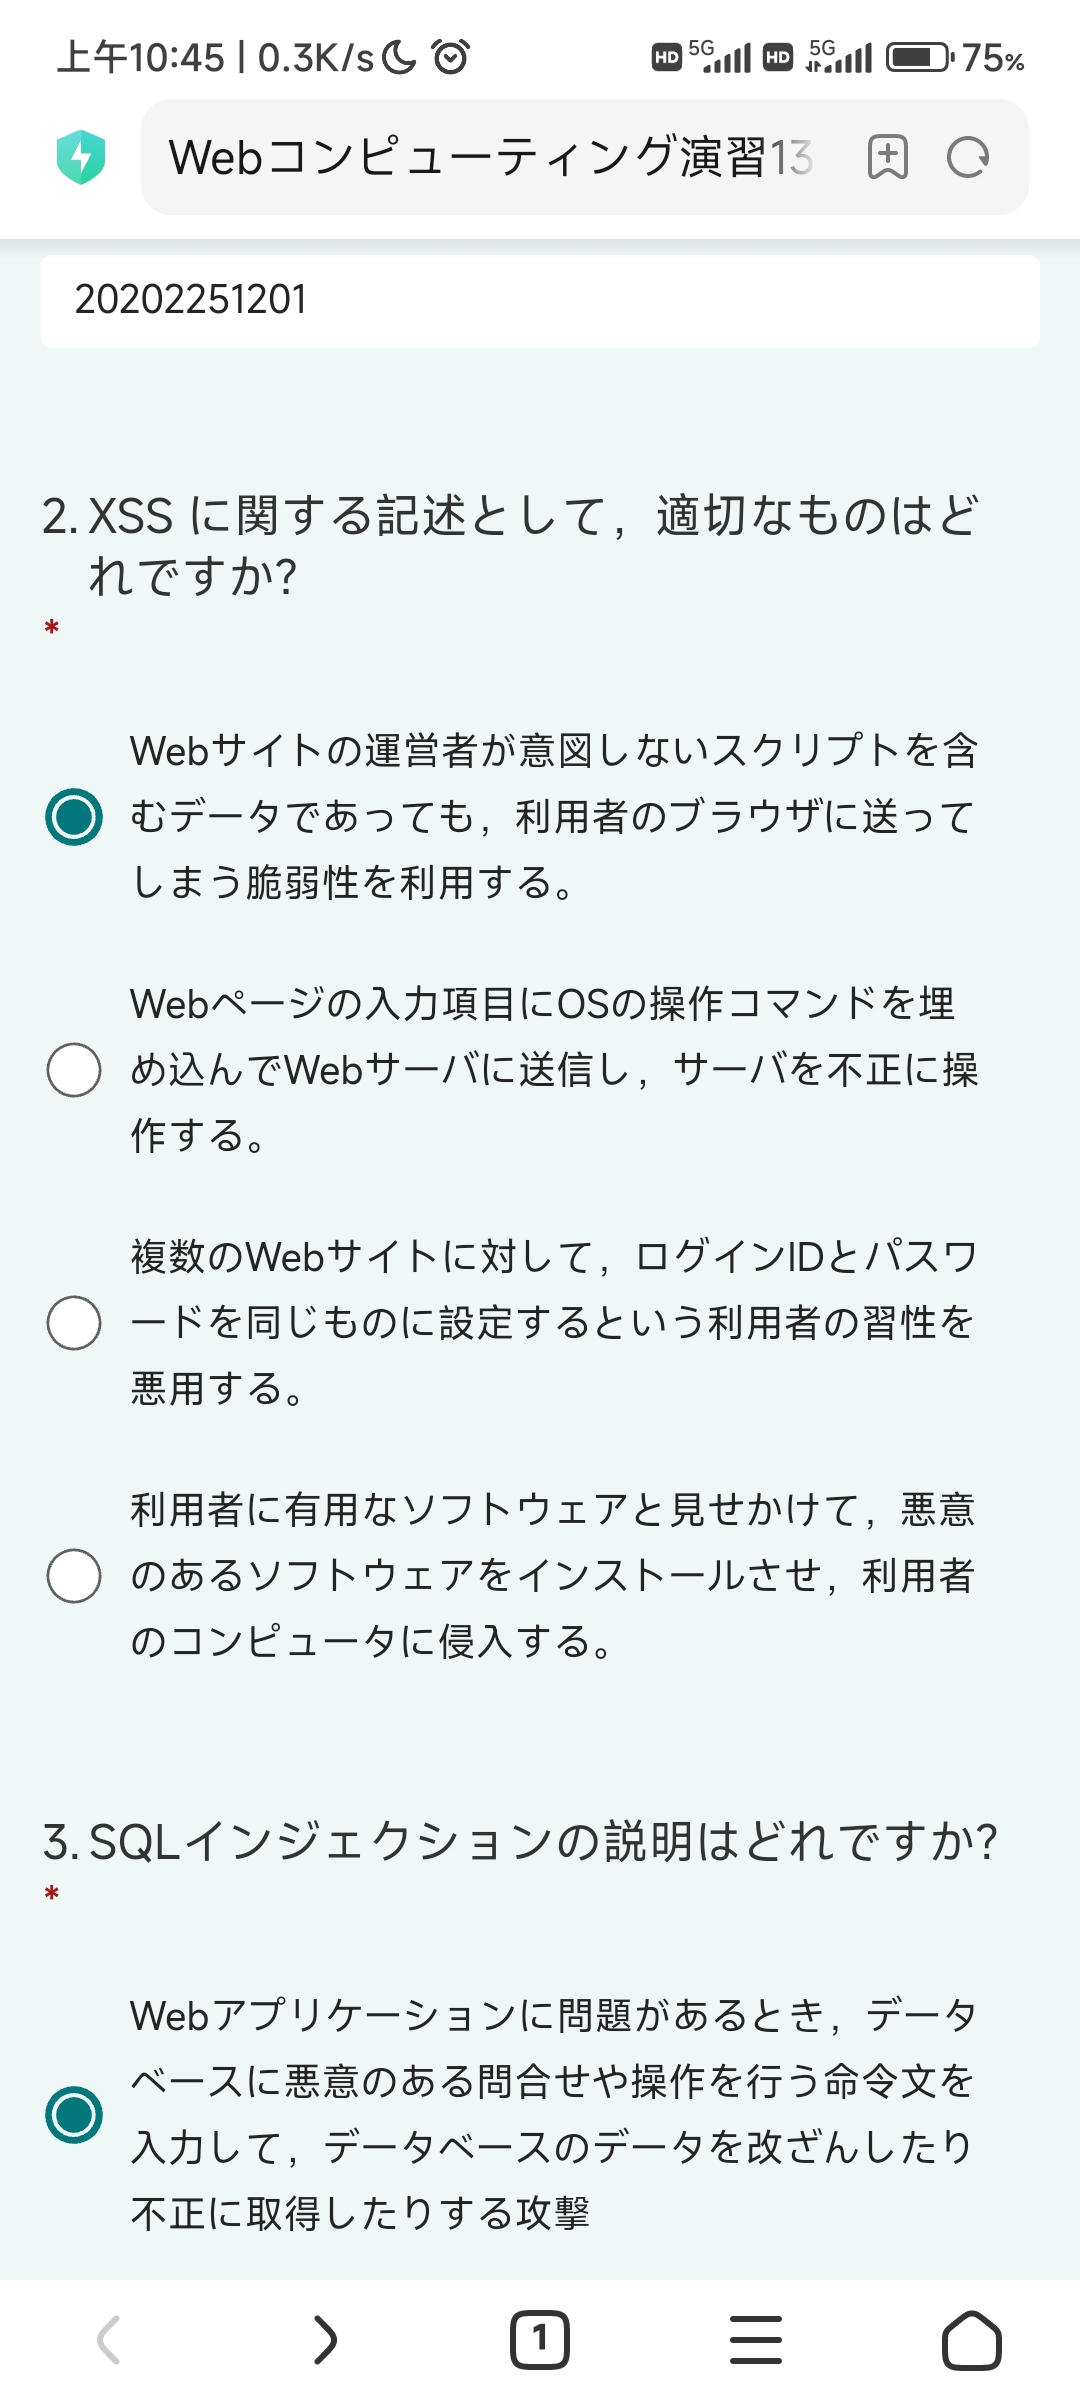 上午10:45 | 0.3K/s HD 5G HD 5G 75%
Webコンピューティング演習13
20202251201
2. XSS に関する記述として，適切なものはど
れですか?
*
Webサイトの運営者が意図しないスクリプトを含
むデータであっても，利用者のブラウザに送って
しまう脆弱性を利用する。
Webページの入力項目にOSの操作コマンドを埋
め込んでWebサーバに送信し，サーバを不正に操
作する。
複数のWebサイトに対して，ログインIDとパスワ
ードを同じものに設定するという利用者の習性を
悪用する。
利用者に有用なソフトウェアと見せかけて，悪意
のあるソフトウェアをインストールさせ，利用者
のコンピュータに侵入する。
3. SQLインジェクションの説明はどれですか?
*
Webアプリケーションに問題があるとき，データ
ベースに悪意のある問合せや操作を行う命令文を
入力して，データベースのデータを改ざんしたり
不正に取得したりする攻撃
1